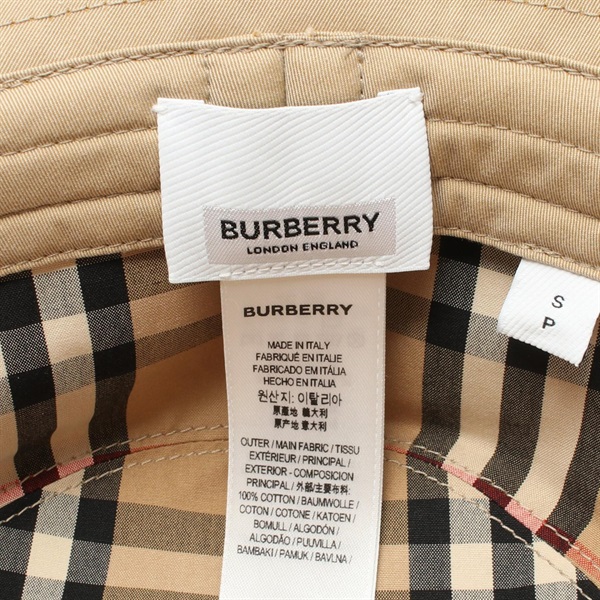 BURBERRY
LONDON ENGLAND
S
P
BURBERRY
MADE IN ITALY
FABRIQUÉ EN ITALIE
FABRICADO EM ITÁLIA
HECHO EN ITALIA
원산지: 이탈리아
原產地 義大利
原产地 意大利
OUTER / MAIN FABRIC / TISSU
EXTÉRIEUR / PRINCIPAL /
EXTERIOR - COMPOSIÇÃO
PRINCIPAL / 外部/主要布料:
100% COTTON / BAUMWOLLE /
COTON / COTONE / KATOEN /
BOMULL / ALGODÓN /
ALGODÃO / PUUVILLA /
BAMBAKI / PAMUK / BAVLNA /